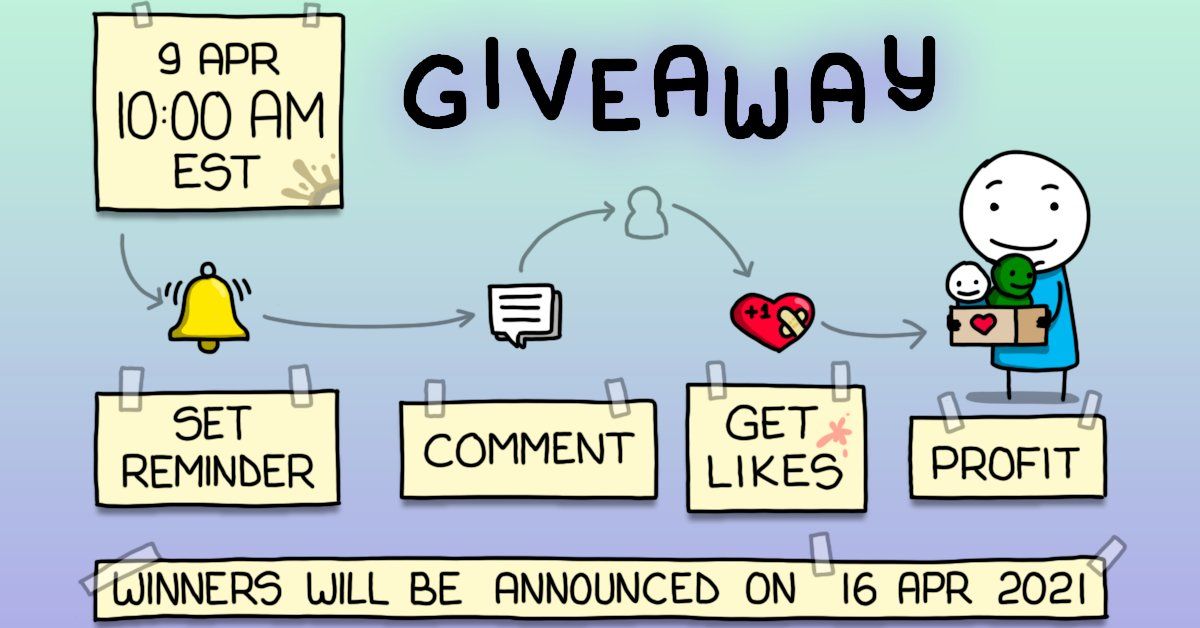 GIVEAWAY
9 APR
10:00 AM
EST
+1
SET
REMINDER
COMMENT
GET
LIKES
PROFIT
WINNERS WILL BE ANNOUNCED ON 16 APR 2021